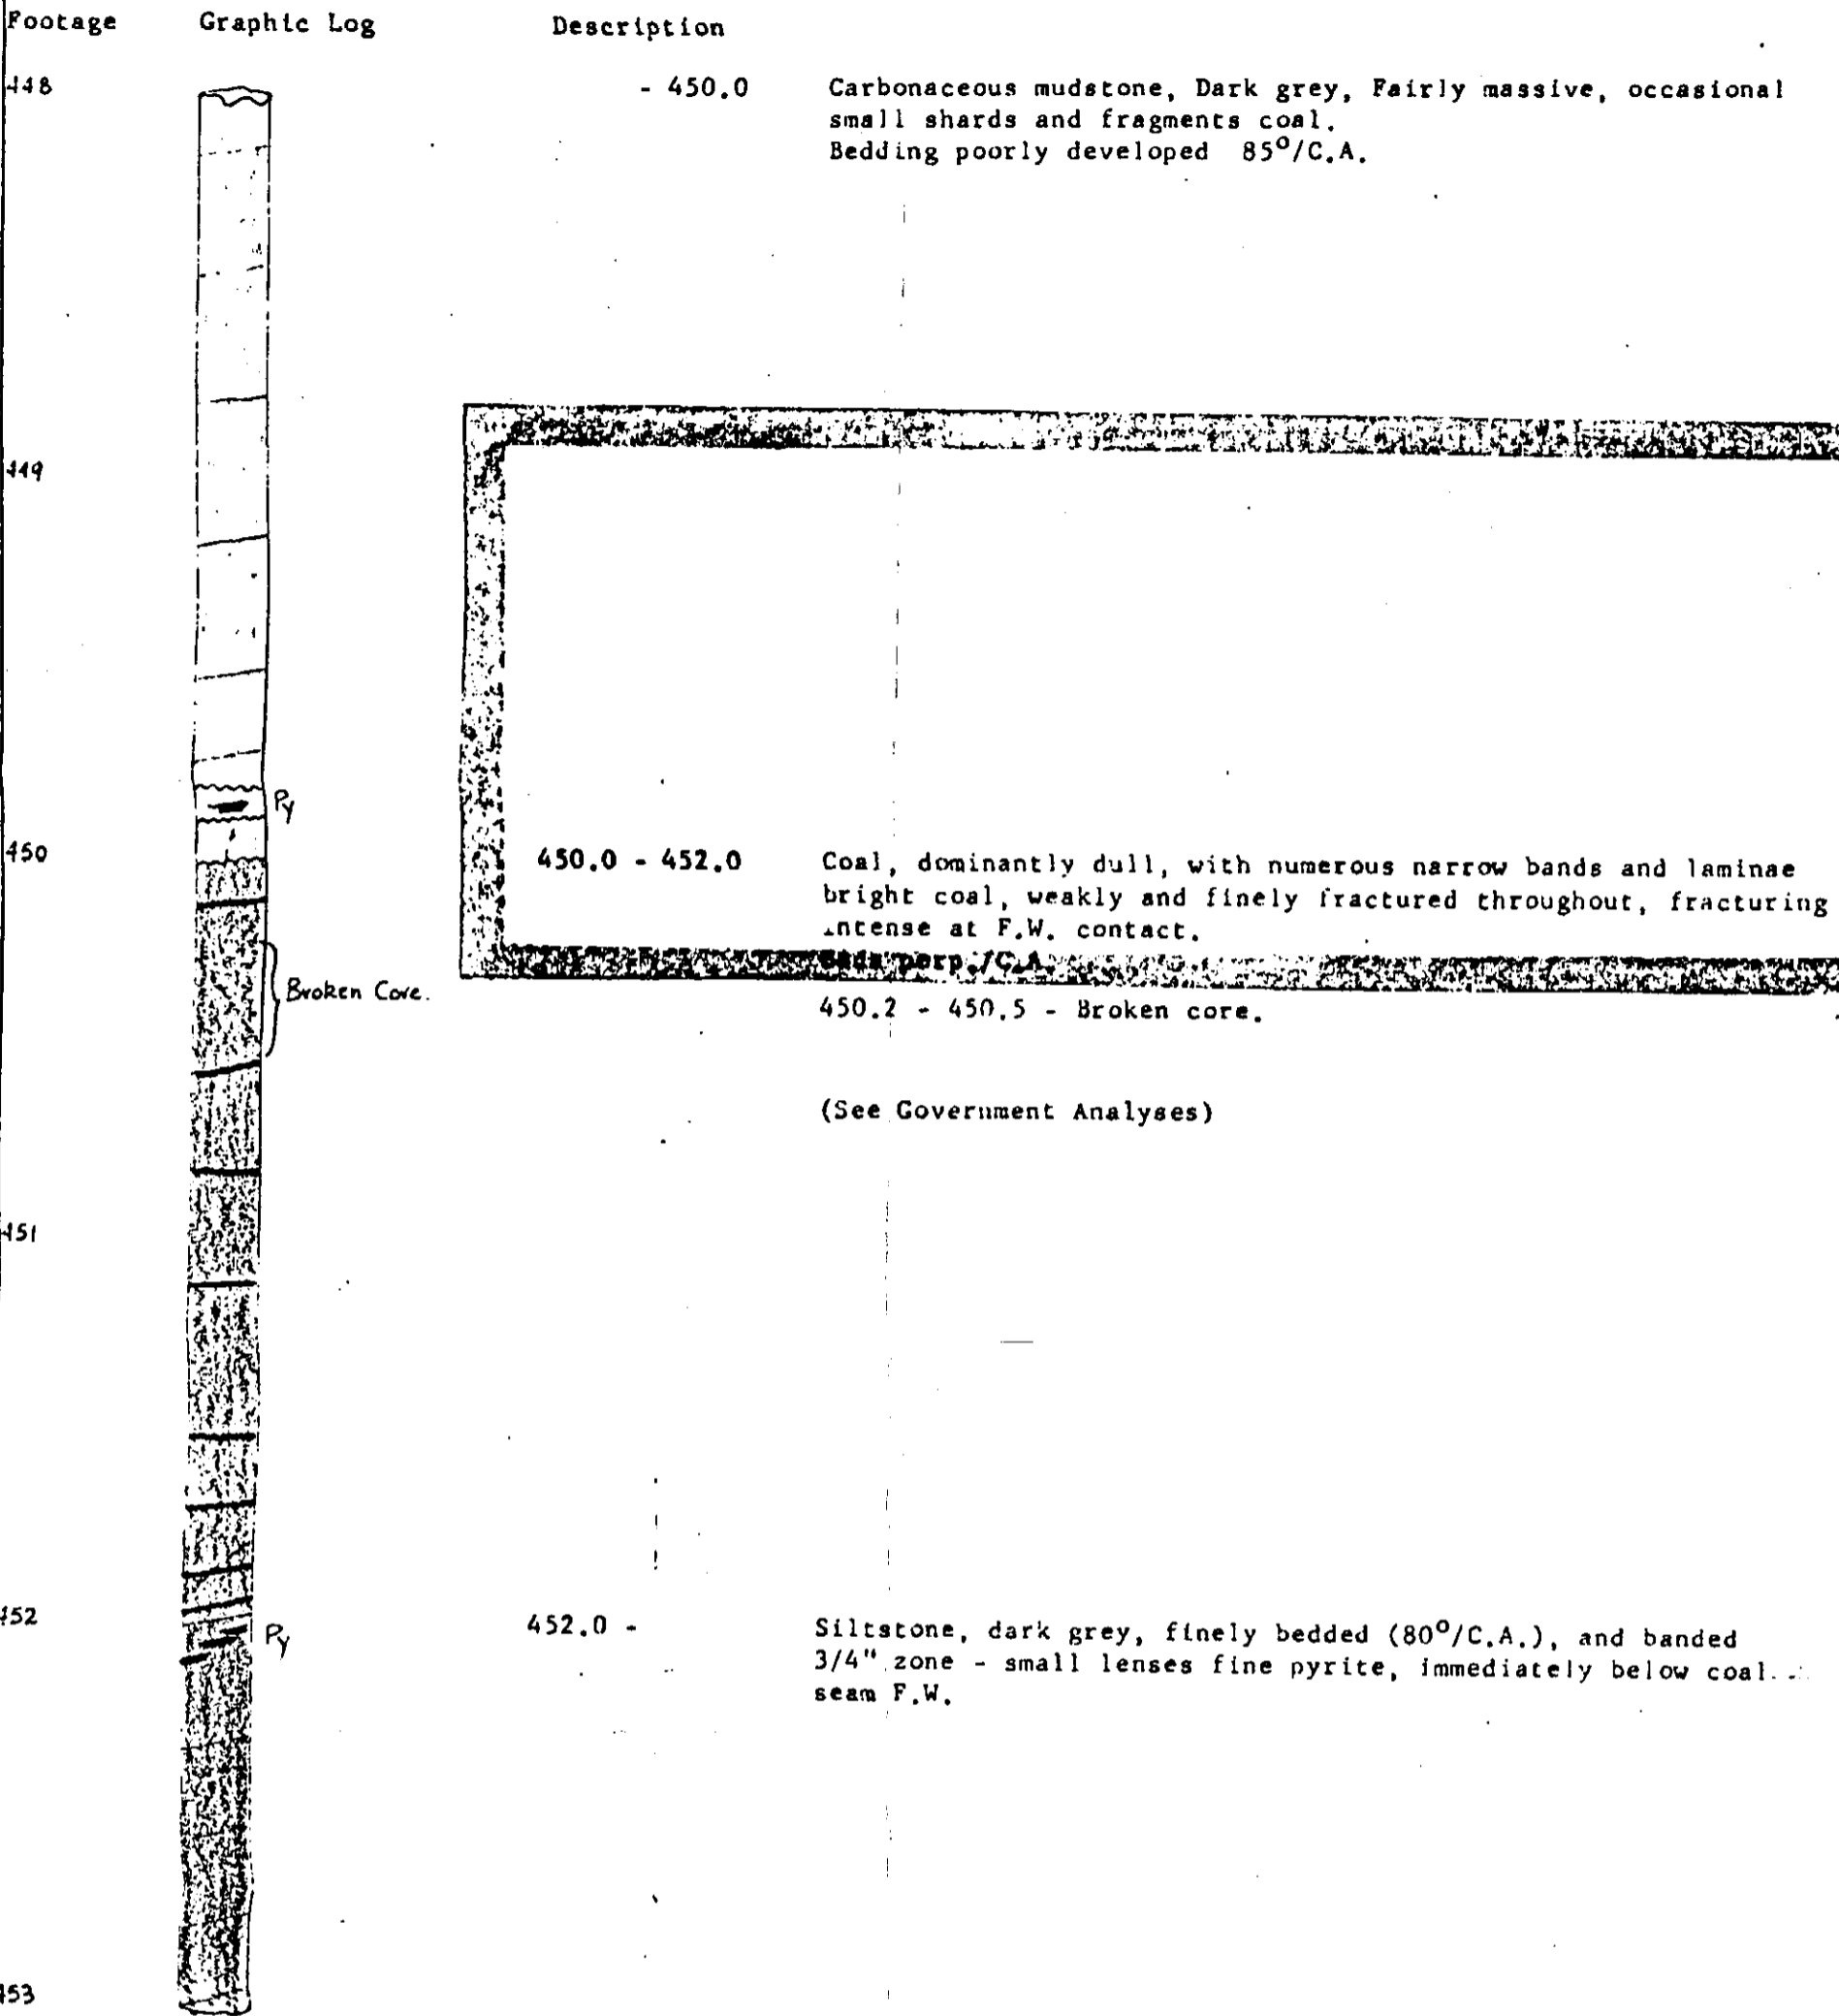 Footage Graphic Log Description
448
- 450.0 Carbonaceous mudstone, Dark grey, Fairly massive, occasional
small shards and fragments coal.
Bedding poorly developed 85°/C.A.
449
Py
450
450.0 - 452.0 Coal, dominantly dull, with numerous narrow bands and laminae
bright coal, weakly and finely fractured throughout, fracturing
intense at F.W. contact.
perp./C.A.
Broken Core.
450.2 - 450.5 - Broken core.
(See Government Analyses)
451
452
452.0 - Siltstone, dark grey, finely bedded (80°/C.A.), and banded
Py
3/4" zone - small lenses fine pyrite, immediately below coal
seam F.W.
453